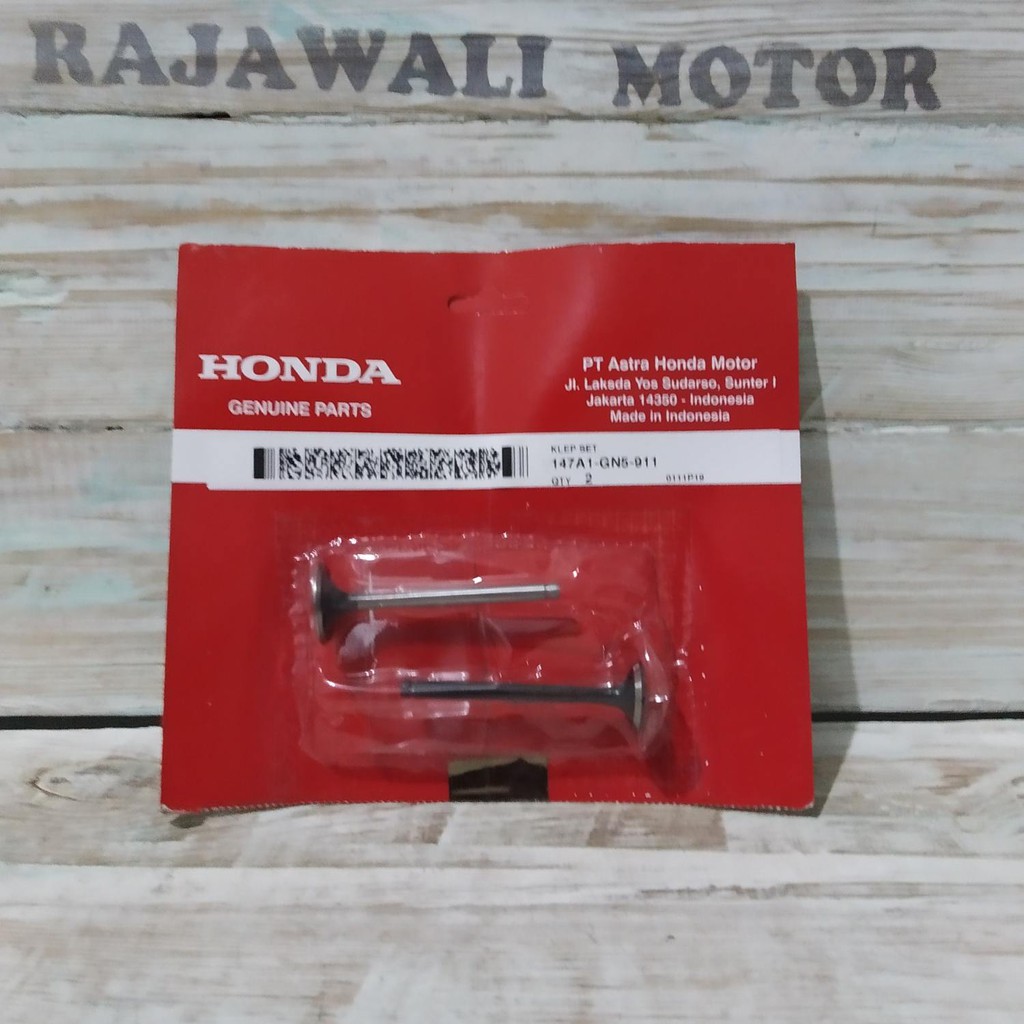 RAJAWALI MOTOR
HONDA
GENUINE PARTS
PT Astra Honda Motor
Jl. Laksda Yos Sudarso, Sunter I
Jakarta 14350 - Indonesia
Made in Indonesia
KLEP SET
147A1-GN5-911
QTY 2 0111P19